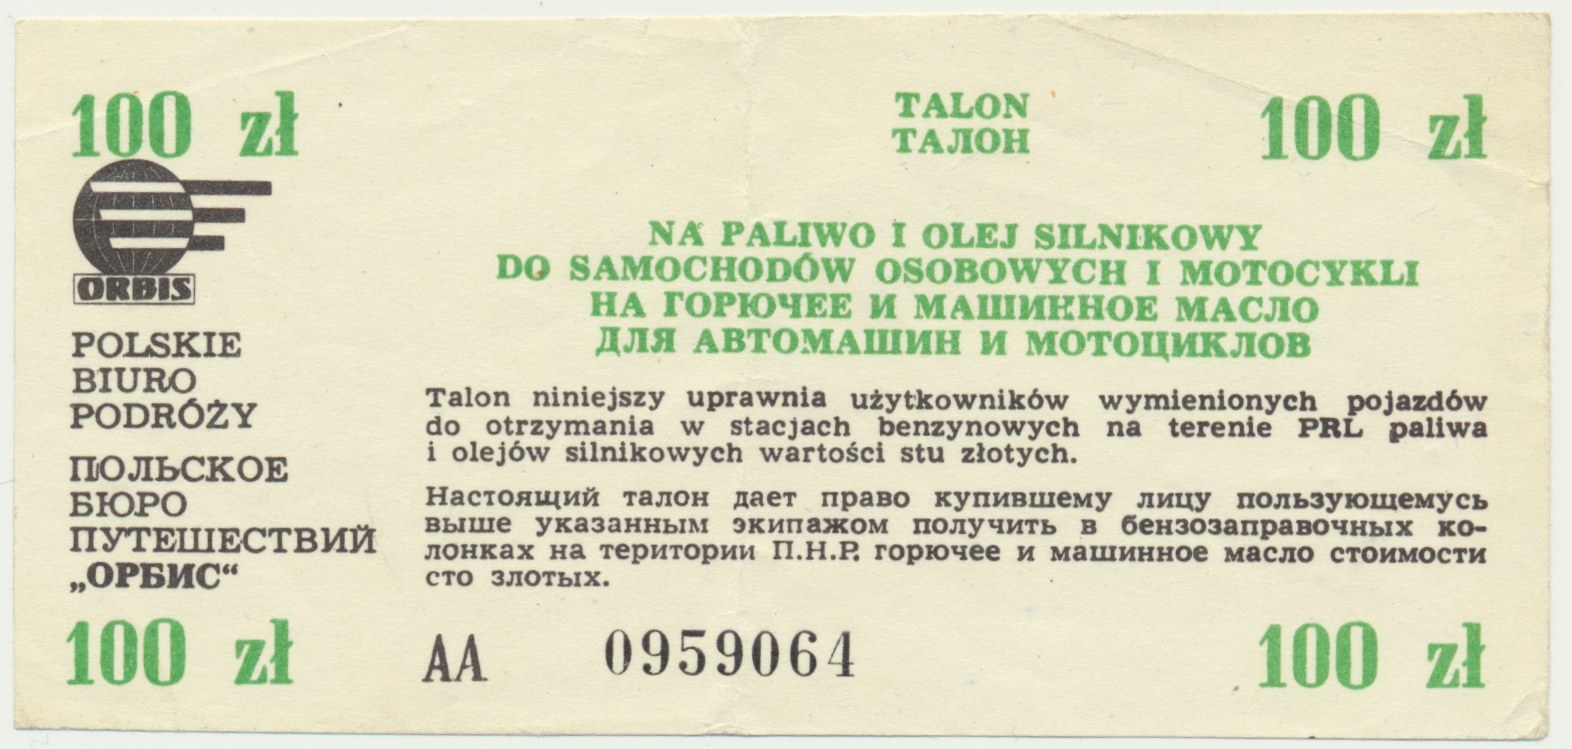 100 zł
TALON
ТАЛОН
100 zł
ORBIS
POLSKIE
BIURO
PODRÓŻY
ПОЛЬСКОЕ
БЮРО
ПУТЕШЕСТВИЙ
„ОРБИС“
NA PALIWO I OLEJ SILNIKOWY
DO SAMOCHODÓW OSOBOWYCH I MOTOCYKLI
НА ГОРЮЧЕЕ И МАШИННОЕ МАСЛО
ДЛЯ АВТОМАШИН И МОТОЦИКЛОВ
Talon niniejszy uprawnia użytkowników wymienionych pojazdów
do otrzymania w stacjach benzynowych na terenie PRL paliwa
i olejów silnikowych wartości stu złotych.
Настоящий талон дает право купившему лицу пользующемусь
выше указанным экипажом получить в бензозаправочных ко-
лонках на територии П.Н.Р. горючее и машинное масло стоимости
сто злотых.
100 zł
AA 0959064
100 zł